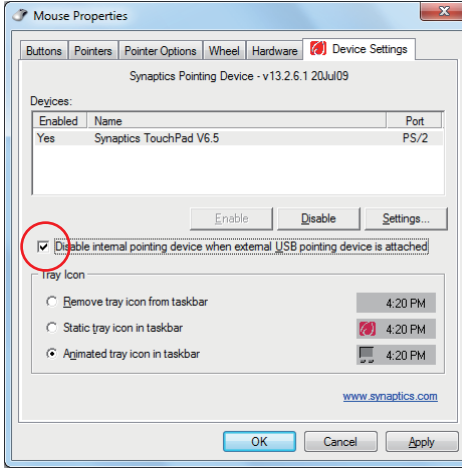 Mouse Properties
Buttons Pointers Pointer Options Wheel Hardware Device Settings
Synaptics Pointing Device - v13.2.6.1 20Jul09
Devices:
Enabled Name Port
Yes Synaptics TouchPad V6.5 PS/2
Enable Disable Settings...
Disable internal pointing device when external USB pointing device is attached
Tray Icon
Remove tray icon from taskbar 4:20 PM
Static tray icon in taskbar 4:20 PM
Animated tray icon in taskbar 4:20 PM
www.synaptics.com
OK Cancel Apply